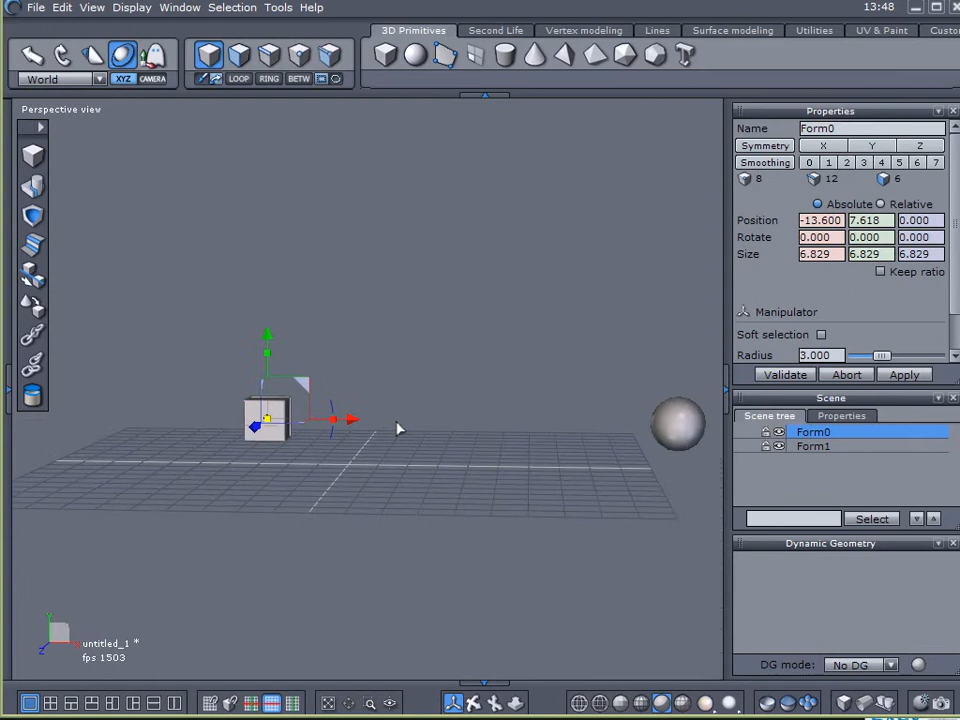 File Edit View Display Window Selection Tools Help 13:48
3D Primitives Second Life Vertex modeling Lines Surface modeling Utilities UV & Paint Custo
World XYZ CAMERA LOOP RING BETW
Perspective view
Properties
Name Form0
Symmetry X Y Z
Smoothing 0 1 2 3 4 5 6 7
8 12 6
Absolute Relative
Position -13.600 7.618 0.000
Rotate 0.000 0.000 0.000
Size 6.829 6.829 6.829
Keep ratio
Manipulator
Soft selection
Radius 3.000
Validate Abort Apply
Scene
Scene tree Properties
Form0
Form1
Select
Dynamic Geometry
DG mode: No DG
Y
X
Z
untitled_1 *
fps 1503